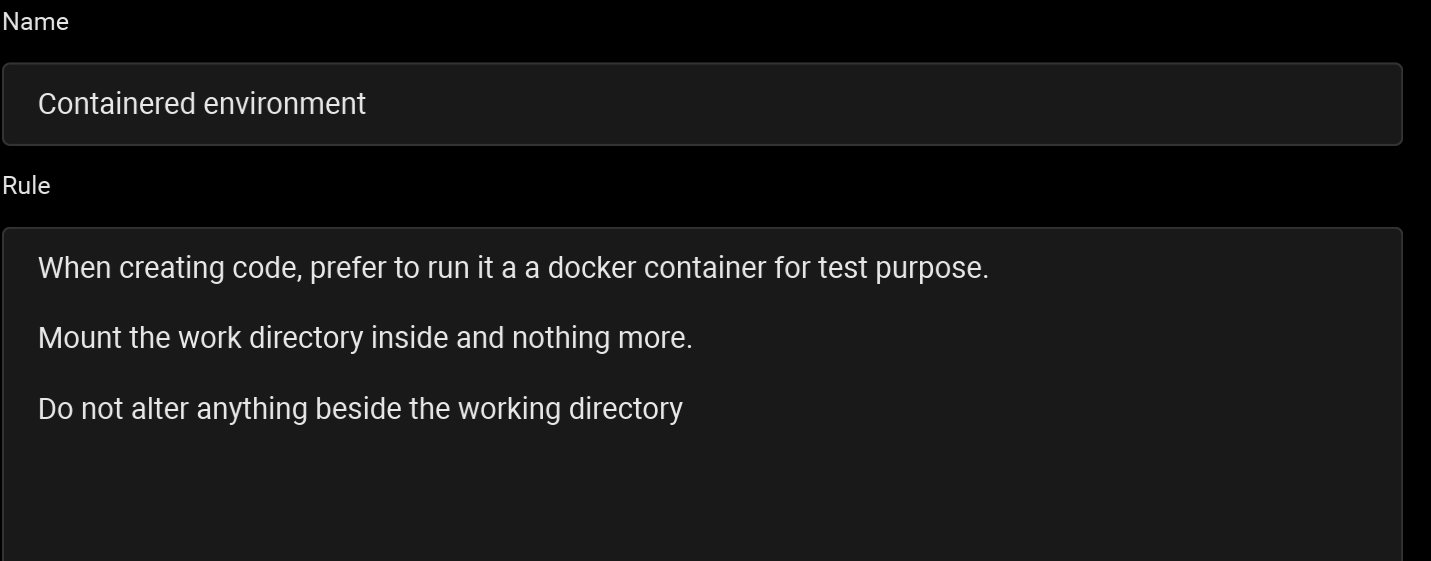 Name
Containered environment
Rule
When creating code, prefer to run it a a docker container for test purpose.
Mount the work directory inside and nothing more.
Do not alter anything beside the working directory